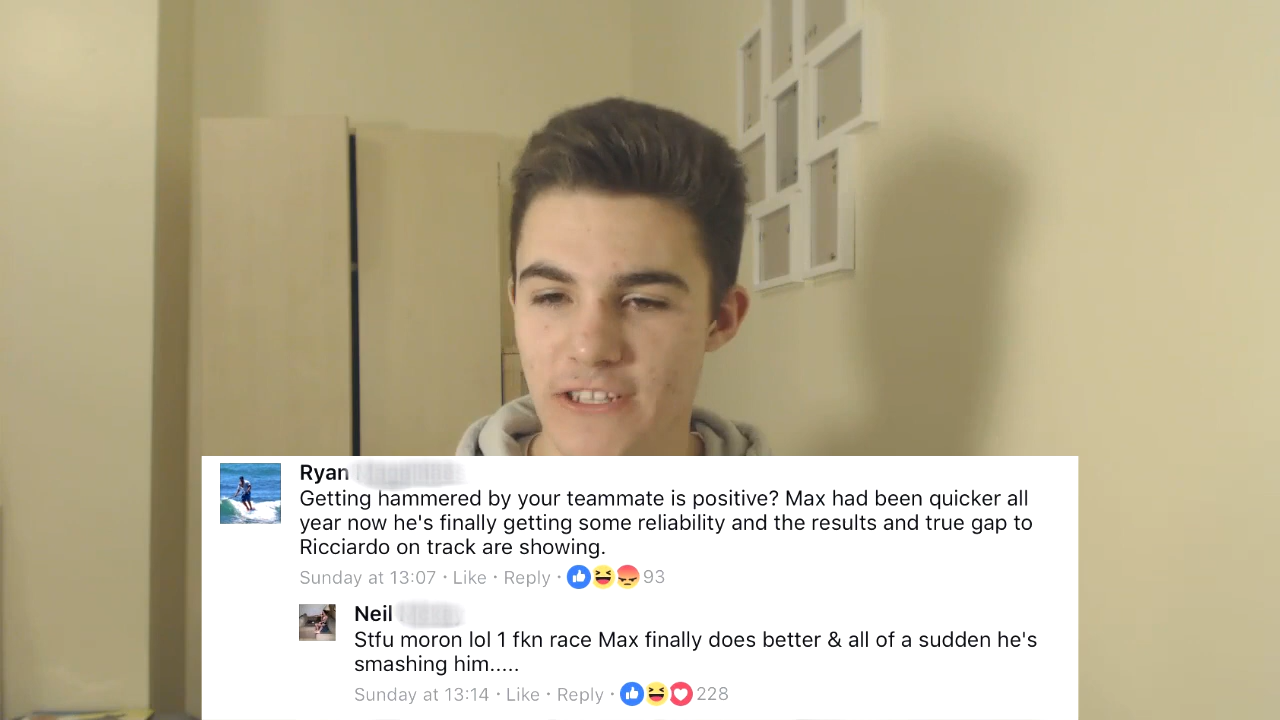 Ryan
Getting hammered by your teammate is positive? Max had been quicker all
year now he's finally getting some reliability and the results and true gap to
Ricciardo on track are showing.
Sunday at 13:07 · Like · Reply · 93
Neil
Stfu moron lol 1 fkn race Max finally does better & all of a sudden he's
smashing him.....
Sunday at 13:14 · Like · Reply · 228